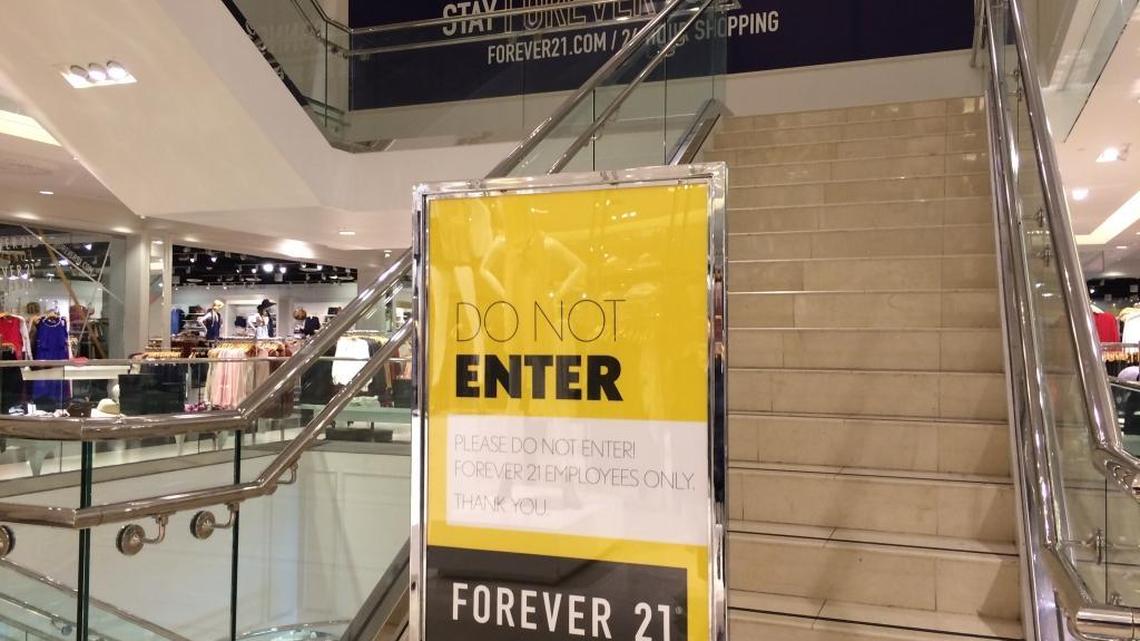 STAY FOREVER
FOREVER21.COM / 24 HOUR SHOPPING
DO NOT
ENTER
PLEASE DO NOT ENTER!
FOREVER 21 EMPLOYEES ONLY.
THANK YOU.
FOREVER 21